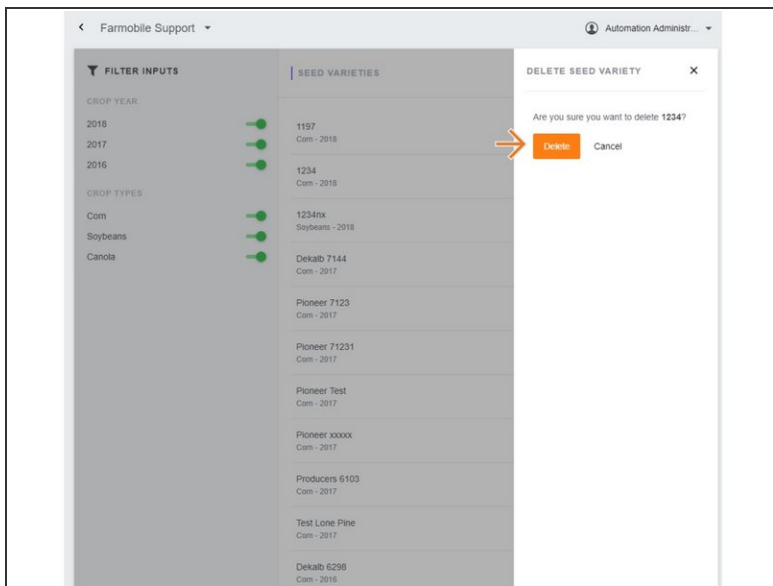 Farmobile Support
Automation Administr...
FILTER INPUTS
CROP YEAR
2018
2017
2016
CROP TYPES
Corn
Soybeans
Canola
SEED VARIETIES
1197
Corn - 2018
1234
Corn - 2018
1234nx
Soybeans - 2018
Dekalb 7144
Corn - 2017
Pioneer 7123
Corn - 2017
Pioneer 71231
Corn - 2017
Pioneer Test
Corn - 2017
Pioneer xxxxx
Corn - 2017
Producers 6103
Corn - 2017
Test Lone Pine
Corn - 2017
Dekalb 6298
Corn - 2016
DELETE SEED VARIETY
Are you sure you want to delete 1234?
Delete Cancel